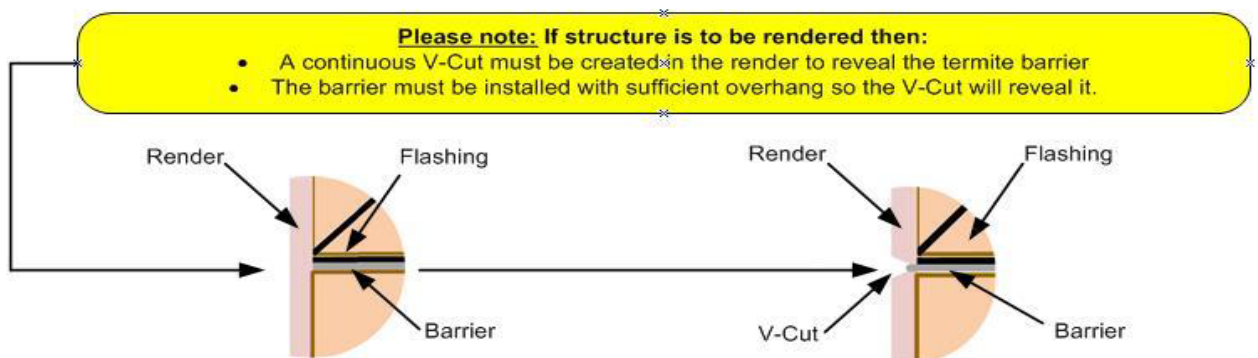 Please note: If structure is to be rendered then:
• A continuous V-Cut must be created in the render to reveal the termite barrier
• The barrier must be installed with sufficient overhang so the V-Cut will reveal it.
Render
Flashing
Render
Flashing
Barrier
V-Cut
Barrier